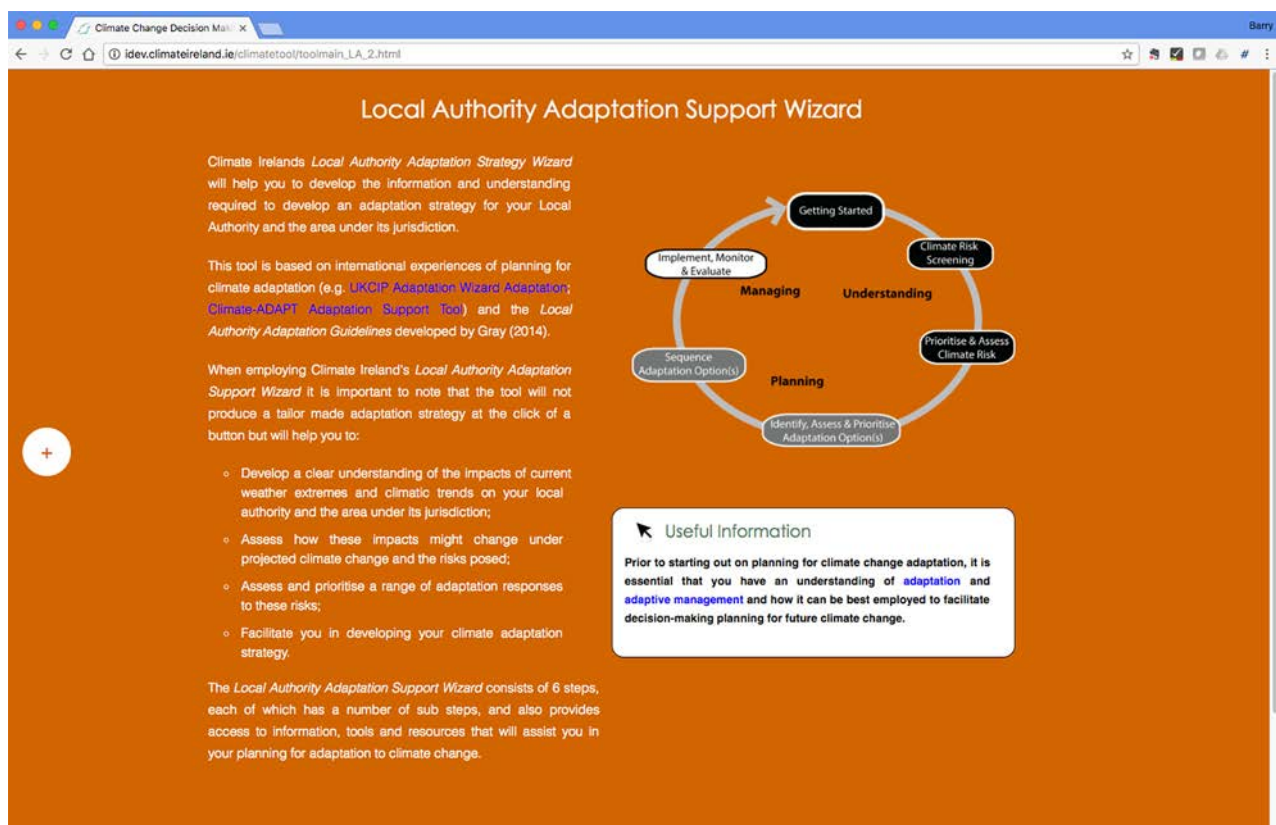 Climate Change Decision Mak
Barry
idev.climateireland.ie/climatetool/toolmain_LA_2.html
Local Authority Adaptation Support Wizard
Climate Irelands Local Authority Adaptation Strategy Wizard
will help you to develop the information and understanding
required to develop an adaptation strategy for your Local
Authority and the area under its jurisdiction.
This tool is based on international experiences of planning for
climate adaptation (e.g. UKCIP Adaptation Wizard Adaptation;
Climate-ADAPT Adaptation Support Tool) and the Local
Authority Adaptation Guidelines developed by Gray (2014).
When employing Climate Ireland's Local Authority Adaptation
Support Wizard it is important to note that the tool will not
produce a tailor made adaptation strategy at the click of a
button but will help you to:
Develop a clear understanding of the impacts of current
weather extremes and climatic trends on your local
authority and the area under its jurisdiction;
Assess how these impacts might change under
projected climate change and the risks posed;
Assess and prioritise a range of adaptation responses
to these risks;
Facilitate you in developing your climate adaptation
strategy.
The Local Authority Adaptation Support Wizard consists of 6 steps,
each of which has a number of sub steps, and also provides
access to information, tools and resources that will assist you in
your planning for adaptation to climate change.
Getting Started
Climate Risk
Screening
Prioritise & Assess
Climate Risk
Identify, Assess & Prioritise
Adaptation Option(s)
Sequence
Adaptation Option(s)
Implement, Monitor
& Evaluate
Managing
Understanding
Planning
Useful Information
Prior to starting out on planning for climate change adaptation, it is
essential that you have an understanding of adaptation and
adaptive management and how it can be best employed to facilitate
decision-making planning for future climate change.